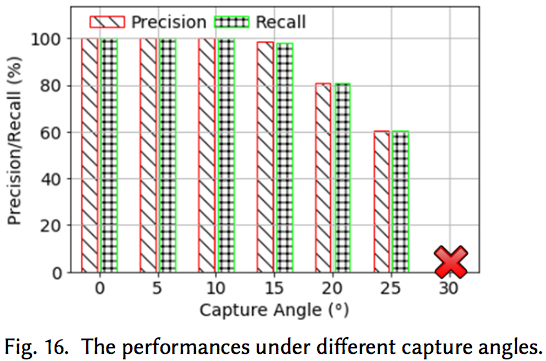 Precision Recall
100
80
60
40
20
0
Precision/Recall (%)
0 5 10 15 20 25 30
Capture Angle (°)
Fig. 16. The performances under different capture angles.